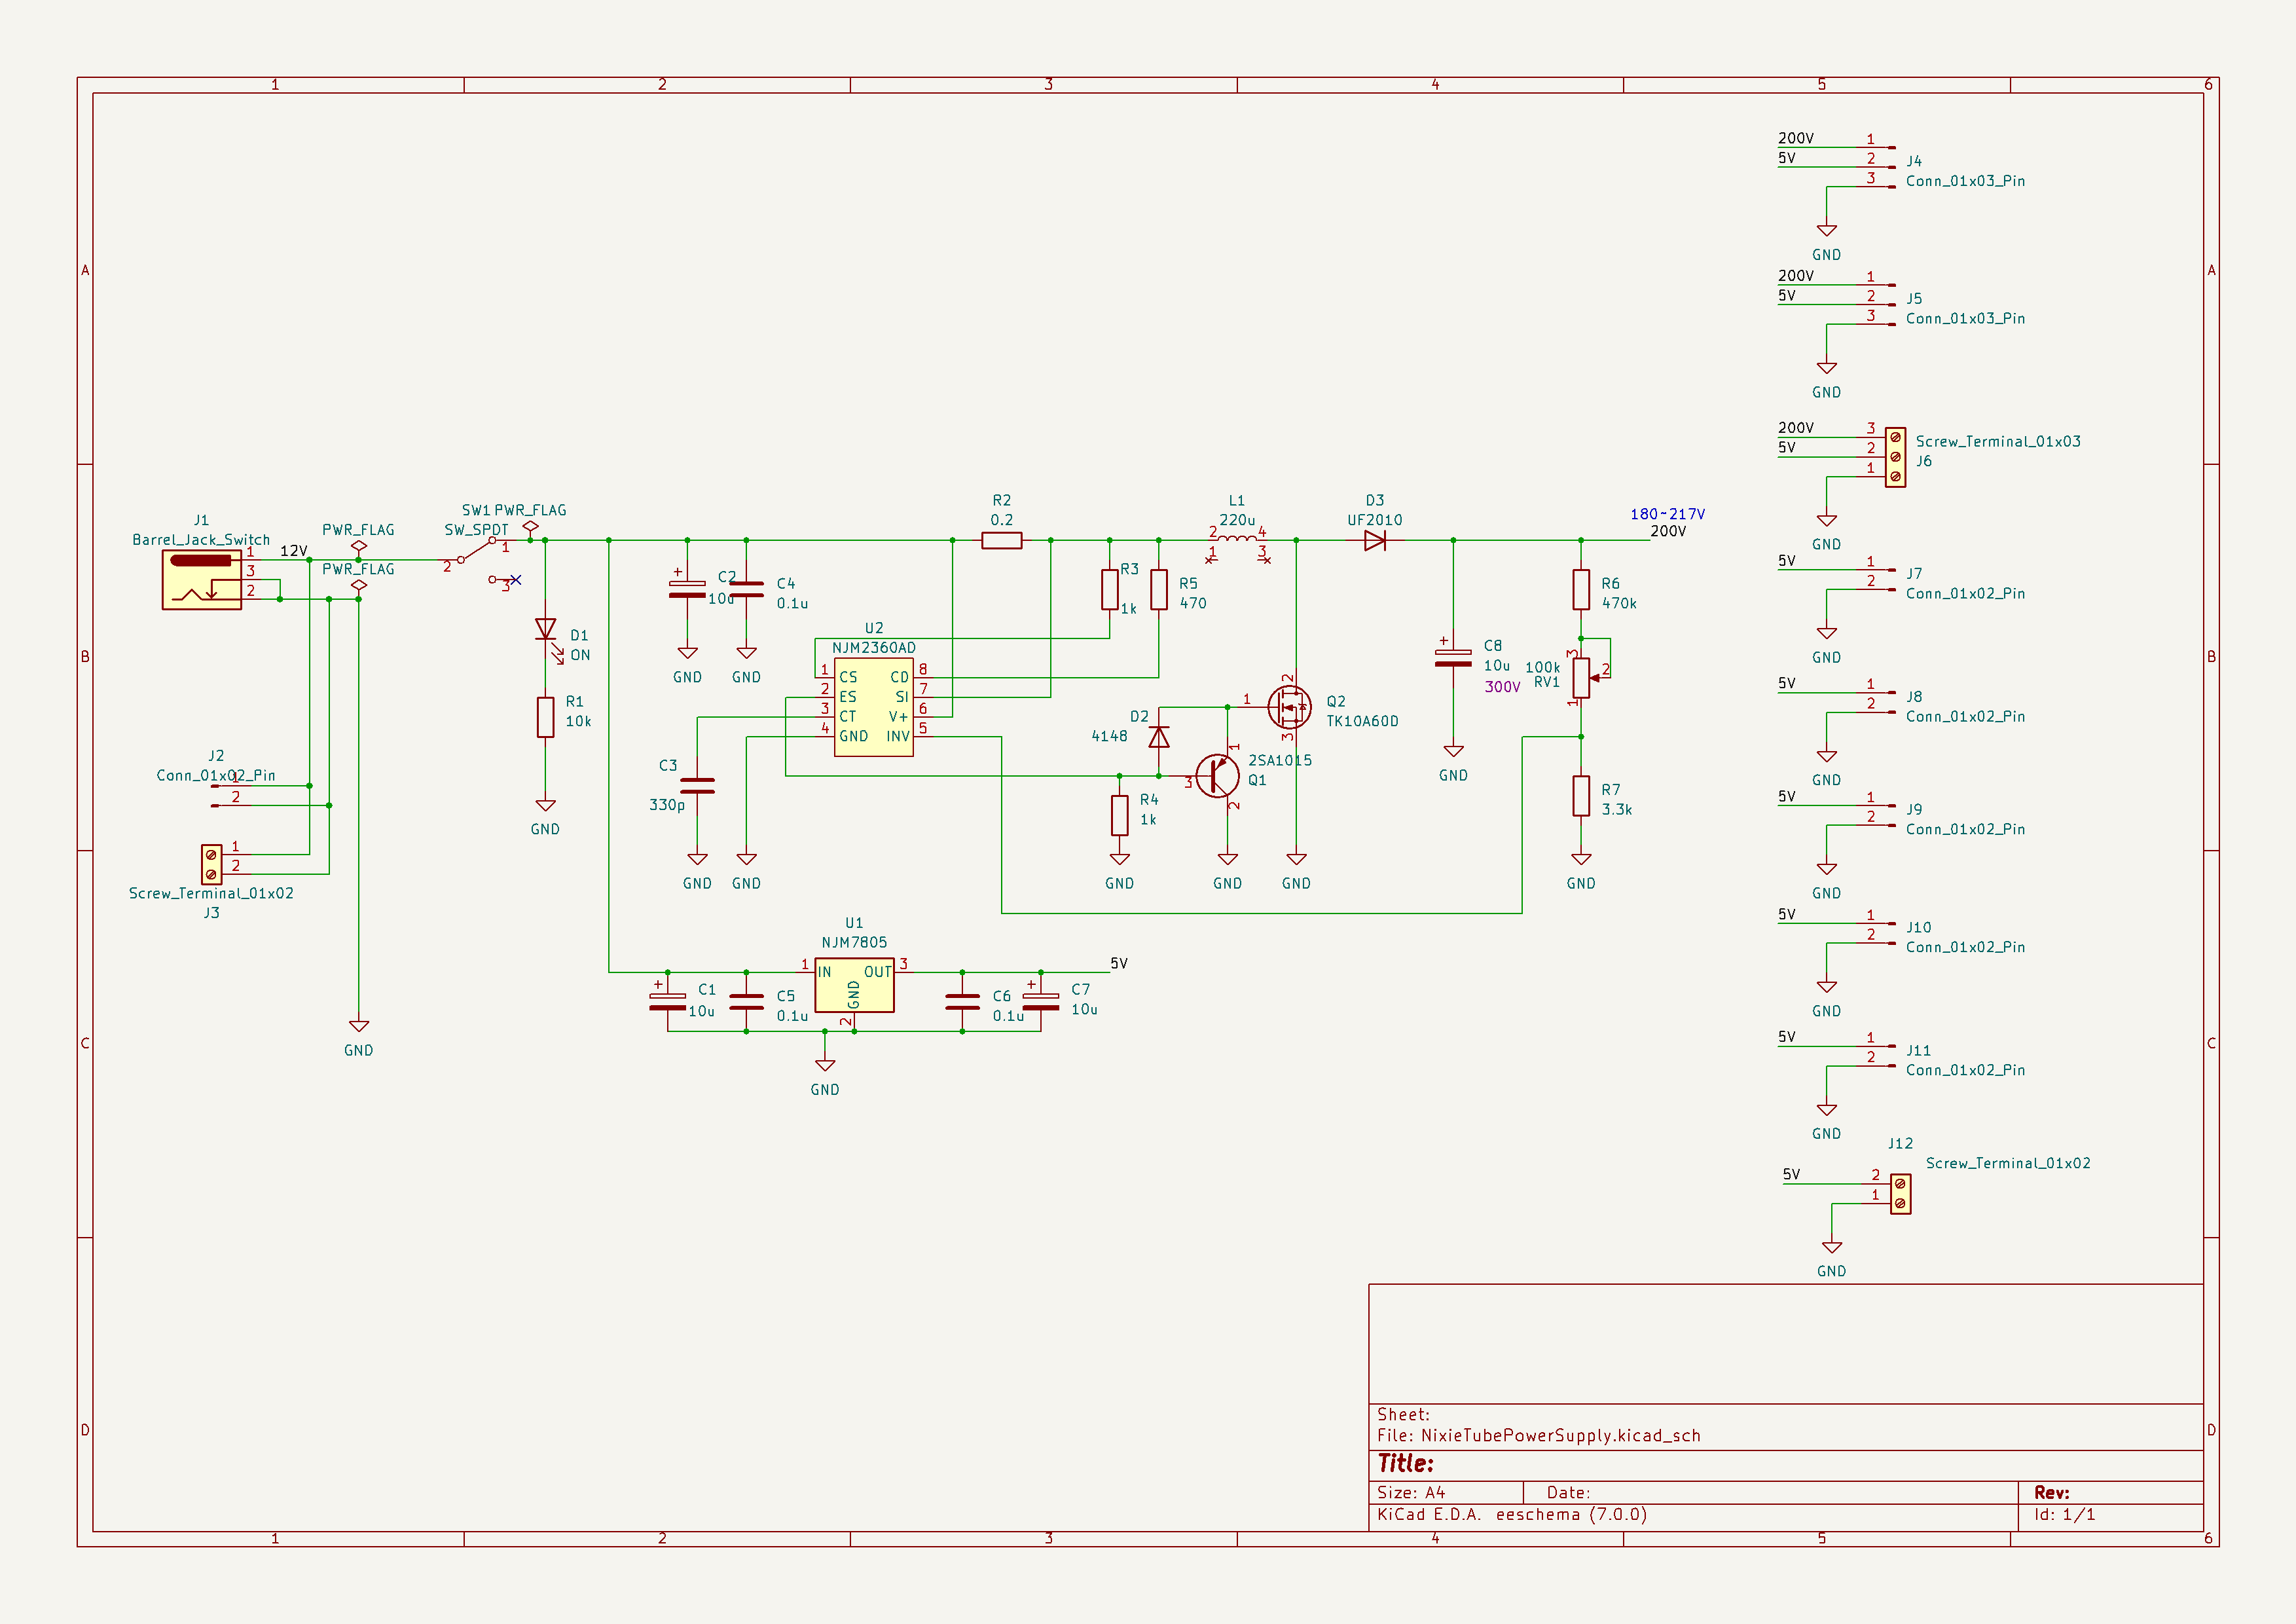 1 2 3 4 5 6
A
B
C
D
A
B
C
D
1 2 3 4 5 6
J1
Barrel_Jack_Switch
1
3
2
12V
PWR_FLAG
PWR_FLAG
SW1
SW_SPDT
2
1
3
PWR_FLAG
J2
Conn_01x02_Pin
1
2
1
2
Screw_Terminal_01x02
J3
GND
D1
ON
R1
10k
GND
C2
10u
GND
C4
0.1u
GND
U2
NJM2360AD
1 CS CD 8
2 ES SI 7
3 CT V+ 6
4 GND INV 5
C3
330p
GND
GND
R2
0.2
R3
1k
R5
470
L1
220u
2 4
1 3
D3
UF2010
D2
4148
R4
1k
GND
2SA1015
Q1
1
3
2
GND
Q2
TK10A60D
1
2
3
GND
C8
10u
300V
GND
180~217V
200V
R6
470k
100k
RV1
3
2
1
R7
3.3k
GND
U1
NJM7805
1 IN OUT 3
GND
2
C1
10u
C5
0.1u
C6
0.1u
C7
10u
5V
GND
200V 1
5V 2
3
J4
Conn_01x03_Pin
GND
200V 1
5V 2
3
J5
Conn_01x03_Pin
GND
200V 3
5V 2
1
Screw_Terminal_01x03
J6
GND
5V 1
2
J7
Conn_01x02_Pin
GND
5V 1
2
J8
Conn_01x02_Pin
GND
5V 1
2
J9
Conn_01x02_Pin
GND
5V 1
2
J10
Conn_01x02_Pin
GND
5V 1
2
J11
Conn_01x02_Pin
GND
J12
Screw_Terminal_01x02
5V 2
1
GND
Sheet:
File: NixieTubePowerSupply.kicad_sch
Title:
Size: A4 Date: Rev:
KiCad E.D.A. eeschema (7.0.0) Id: 1/1